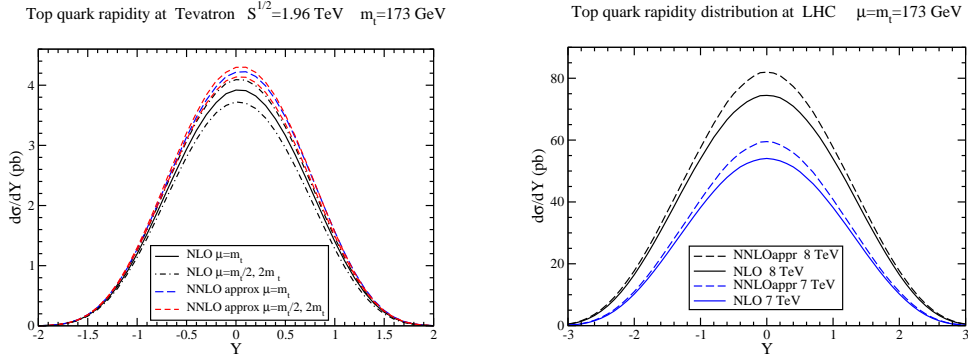 Top quark rapidity at Tevatron S^1/2=1.96 TeV m_t=173 GeV
dσ/dY (pb)
4
3
2
1
0
-2 -1.5 -1 -0.5 0 0.5 1 1.5 2
Y
NLO μ=m_t
NLO μ=m_t/2, 2m_t
NNLO approx μ=m_t
NNLO approx μ=m_t/2, 2m_t
Top quark rapidity distribution at LHC μ=m_t=173 GeV
dσ/dY (pb)
80
60
40
20
0
-3 -2 -1 0 1 2 3
Y
NNLOappr 8 TeV
NLO 8 TeV
NNLOappr 7 TeV
NLO 7 TeV